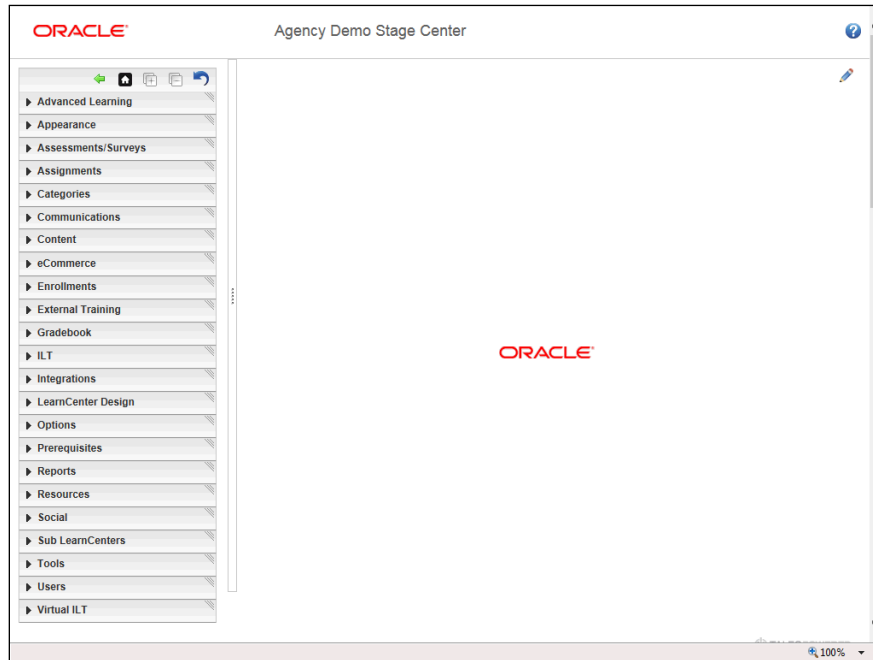 ORACLE
Agency Demo Stage Center
Advanced Learning
Appearance
Assessments/Surveys
Assignments
Categories
Communications
Content
eCommerce
Enrollments
External Training
Gradebook
ILT
Integrations
LearnCenter Design
Options
Prerequisites
Reports
Resources
Social
Sub LearnCenters
Tools
Users
Virtual ILT
ORACLE
100%